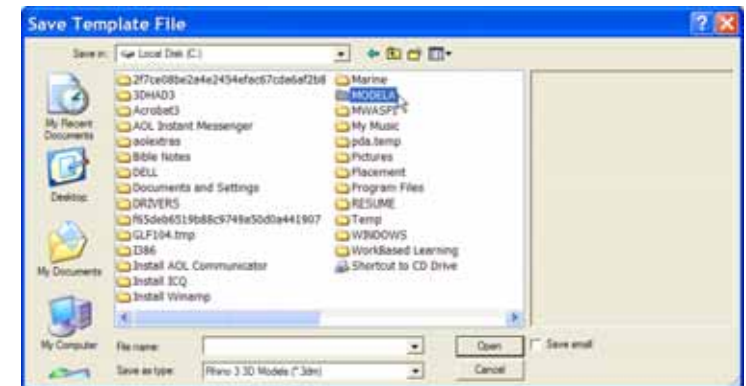 Save Template File
Save in:
Local Disk (C:)
My Recent Documents
Desktop
My Documents
My Computer
2f7ce08be2a4e2454efac67cda6af2b8
3DHAD3
Acrobat3
AOL Instant Messenger
aolextras
Bible Notes
DELL
Documents and Settings
DRIVERS
f65deb6519b88c9749a50d0a441907
GLF104.tmp
I386
Install AOL Communicator
Install ICQ
Install Winamp
Marine
MODELA
MWASPI
My Music
pda.temp
Pictures
Placement
Program Files
RESUME
Temp
WINDOWS
WorkBased Learning
Shortcut to CD Drive
File name:
Open
Save small
Save as type:
Rhino 3 3D Models (*.3dm)
Cancel